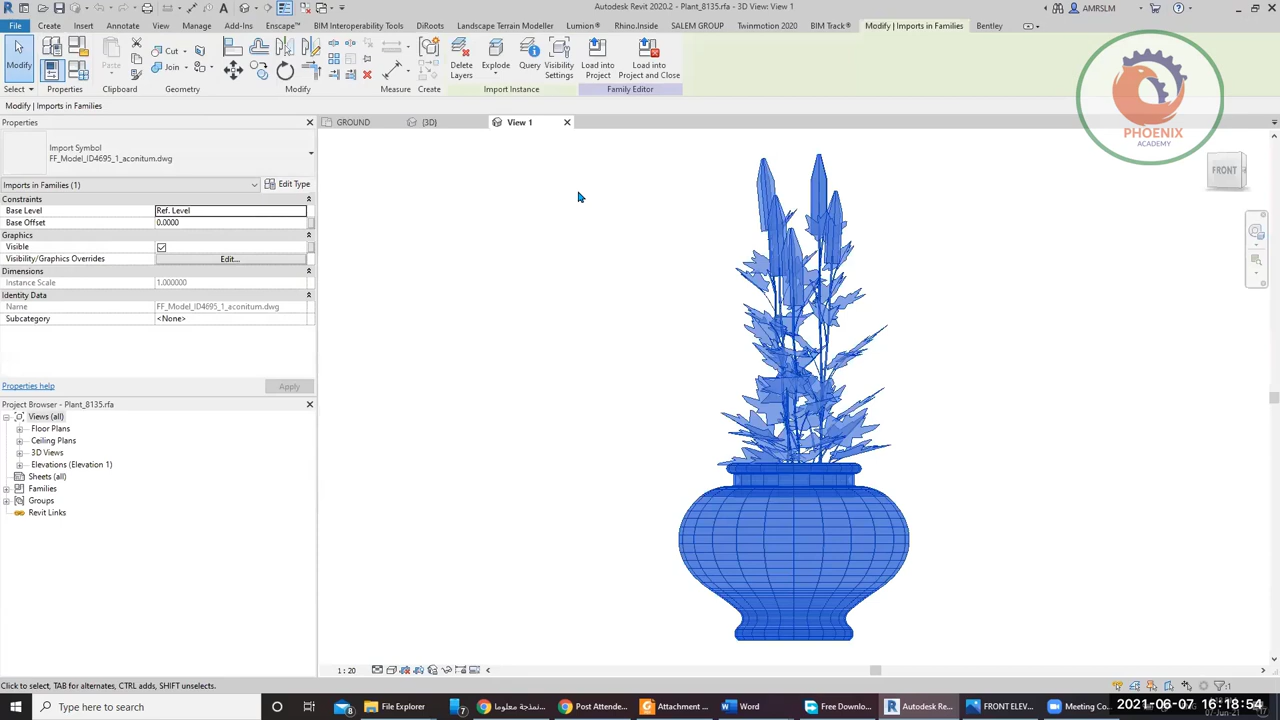 Autodesk Revit 2020.2 - Plant_8135.rfa - 3D View: View 1
AMRSLM
File Create Insert Annotate View Manage Add-Ins Enscape™ BIM Interoperability Tools DiRoots Landscape Terrain Modeller Lumion® Rhino.Inside SALEM GROUP Twinmotion 2020 BIM Track® Modify | Imports in Families Bentley
Modify Paste Cut Join Delete Layers Explode Query Visibility Settings Load into Project Load into Project and Close
Select Properties Clipboard Geometry Modify Measure Create Import Instance Family Editor
Modify | Imports in Families
PHOENIX
ACADEMY
Properties
GROUND {3D} View 1
Import Symbol
FF_Model_ID4695_1_aconitum.dwg
FRONT
Imports in Families (1) Edit Type
Constraints
Base Level Ref. Level
Base Offset 0.0000
Graphics
Visible
Visibility/Graphics Overrides Edit...
Dimensions
Instance Scale 1.000000
Identity Data
Name FF_Model_ID4695_1_aconitum.dwg
Subcategory <None>
Properties help Apply
Project Browser - Plant_8135.rfa
Views (all)
Floor Plans
Ceiling Plans
3D Views
Elevations (Elevation 1)
Sheets (all)
Families
Groups
Revit Links
1 : 20
Click to select, TAB for alternates, CTRL adds, SHIFT unselects.
:1
Type here to search File Explorer نمذجة معلوما Post Attende... Attachment ... Word Free Downlo... Autodesk Re... FRONT ELEV... Meeting Co...
2021-06-07 16:18:54